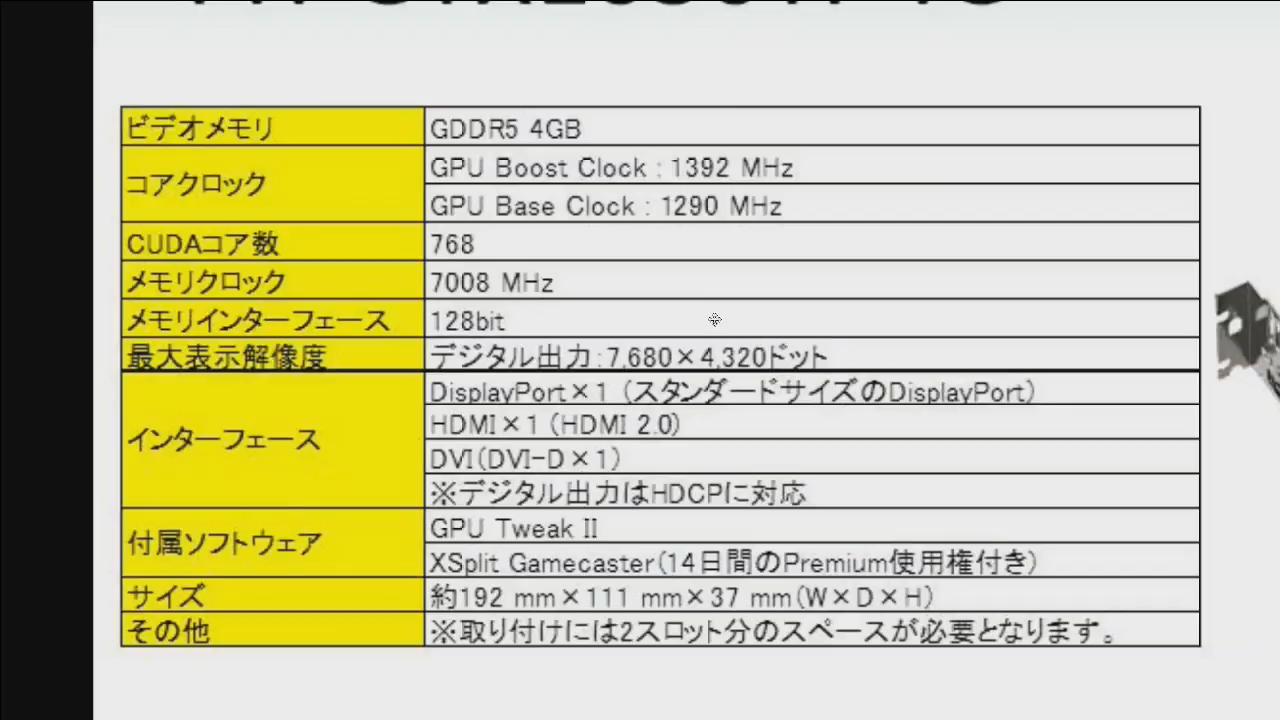 ビデオメモリ GDDR5 4GB
コアクロック GPU Boost Clock : 1392 MHz
GPU Base Clock : 1290 MHz
CUDAコア数 768
メモリクロック 7008 MHz
メモリインターフェース 128bit
最大表示解像度 デジタル出力:7,680×4,320ドット
インターフェース DisplayPort×1 (スタンダードサイズのDisplayPort)
HDMI×1 (HDMI 2.0)
DVI(DVI-D×1)
※デジタル出力はHDCPに対応
付属ソフトウェア GPU Tweak II
XSplit Gamecaster(14日間のPremium使用権付き)
サイズ 約192 mm×111 mm×37 mm(W×D×H)
その他 ※取り付けには2スロット分のスペースが必要となります。